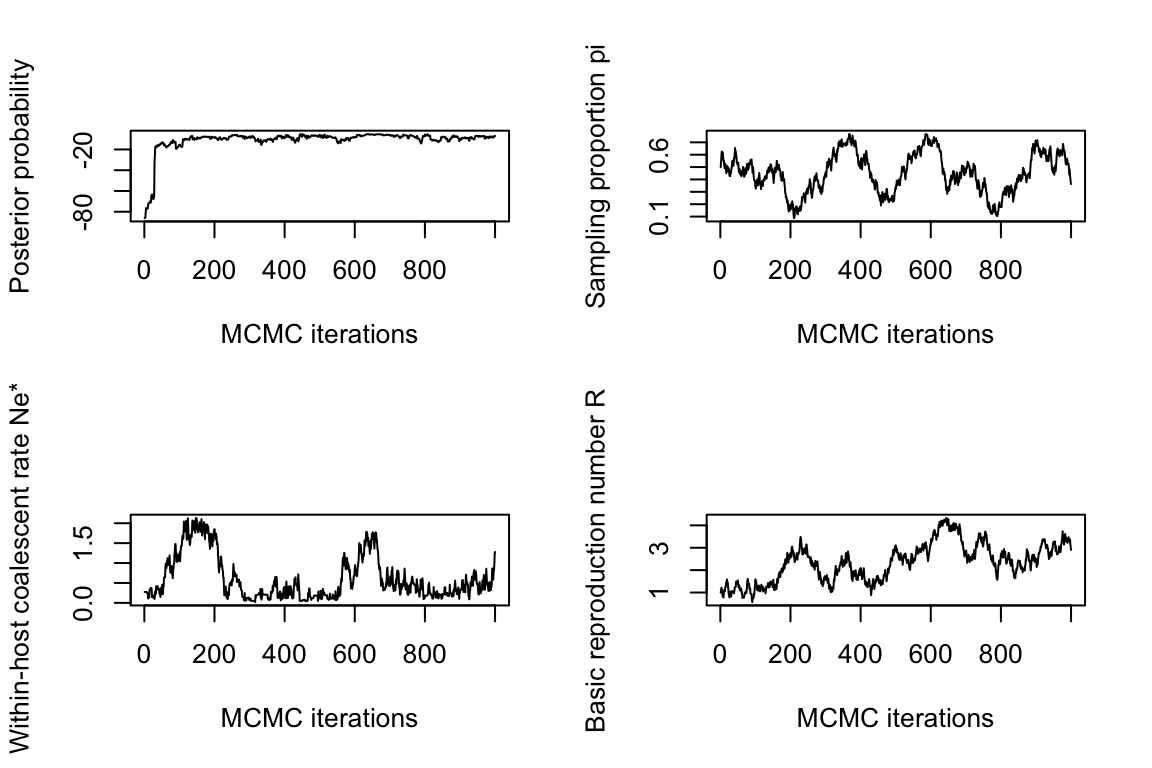 Posterior probability
-20
-80
0 200 400 600 800
MCMC iterations
Sampling proportion pi
0.6
0.1
0 200 400 600 800
MCMC iterations
Within-host coalescent rate Ne*
1.5
0.0
0 200 400 600 800
MCMC iterations
Basic reproduction number R
3
1
0 200 400 600 800
MCMC iterations